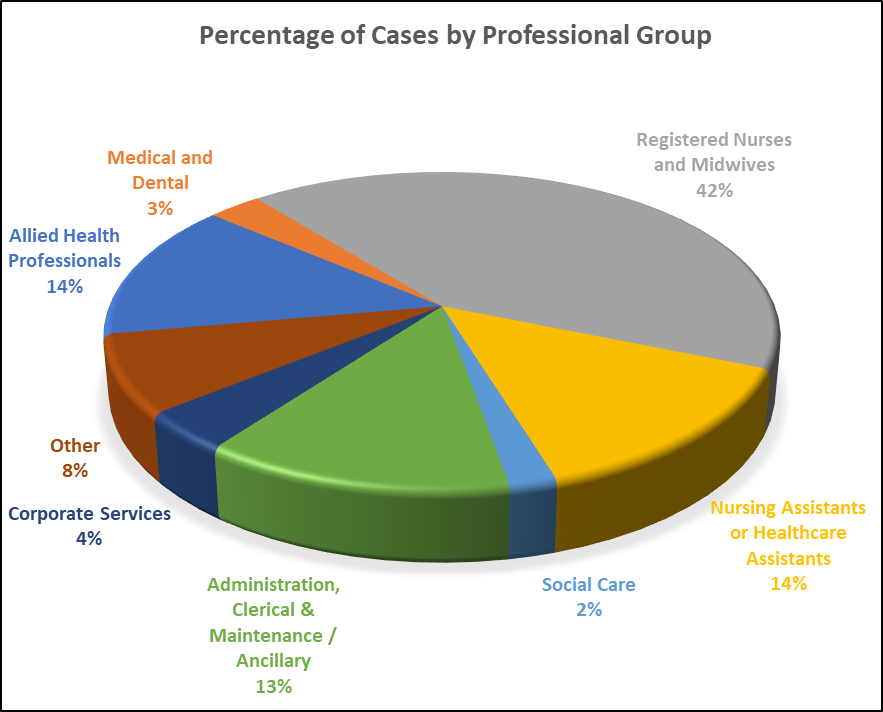 Percentage of Cases by Professional Group
Registered Nurses
and Midwives
42%
Medical and
Dental
3%
Allied Health
Professionals
14%
Other
8%
Corporate Services
4%
Nursing Assistants
or Healthcare
Assistants
14%
Administration,
Clerical &
Maintenance /
Ancillary
13%
Social Care
2%